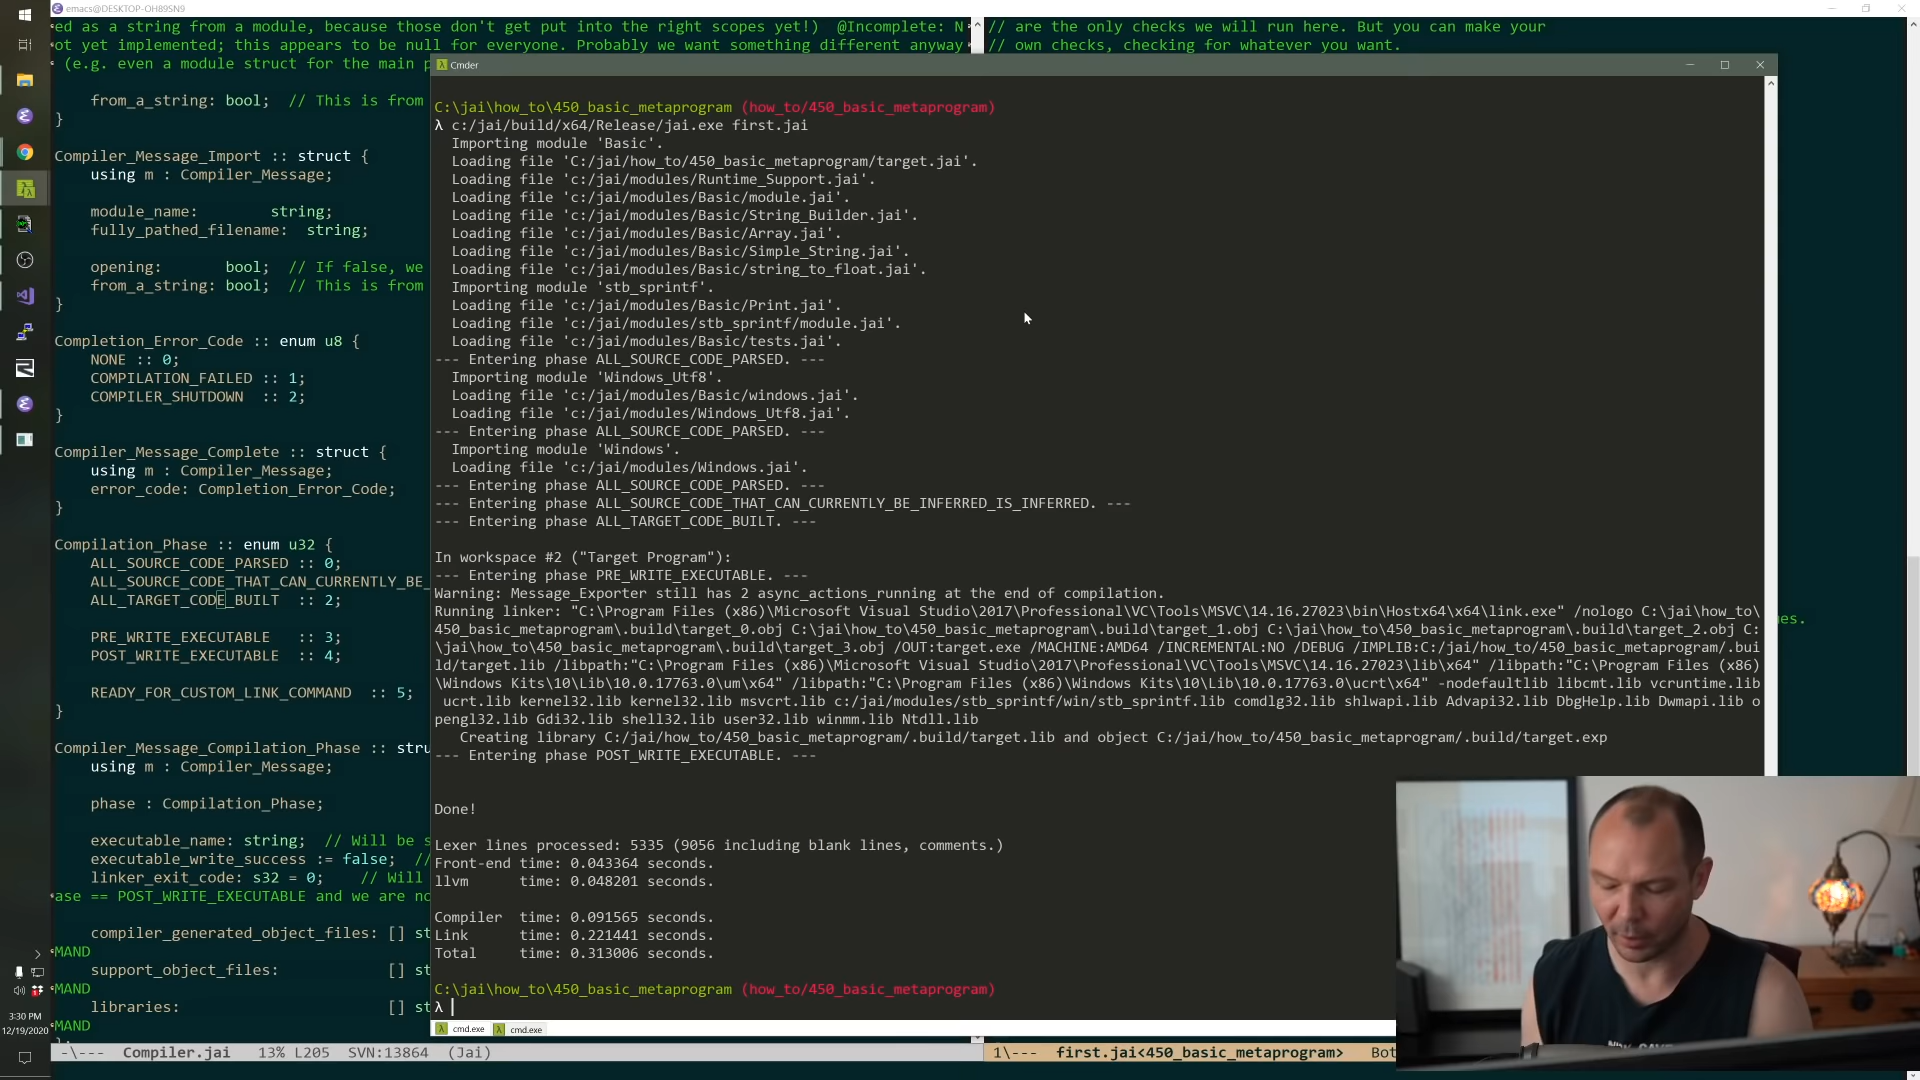 emacs@DESKTOP-OH89SN9
ed as a string from a module, because those don't get put into the right scopes yet!)  @Incomplete: N
ot yet implemented; this appears to be null for everyone. Probably we want something different anyway
(e.g. even a module struct for the main p
from_a_string: bool;  // This is from
}
Compiler_Message_Import :: struct {
using m : Compiler_Message;
module_name:         string;
fully_pathed_filename:  string;
opening:       bool;  // If false, we
from_a_string: bool;  // This is from
}
Completion_Error_Code :: enum u8 {
NONE :: 0;
COMPILATION_FAILED :: 1;
COMPILER_SHUTDOWN  :: 2;
}
Compiler_Message_Complete :: struct {
using m : Compiler_Message;
error_code: Completion_Error_Code;
}
Compilation_Phase :: enum u32 {
ALL_SOURCE_CODE_PARSED :: 0;
ALL_SOURCE_CODE_THAT_CAN_CURRENTLY_BE_
ALL_TARGET_CODE_BUILT  :: 2;
PRE_WRITE_EXECUTABLE   :: 3;
POST_WRITE_EXECUTABLE  :: 4;
READY_FOR_CUSTOM_LINK_COMMAND  :: 5;
}
Compiler_Message_Compilation_Phase :: stru
using m : Compiler_Message;
phase : Compilation_Phase;
executable_name: string;  // Will be s
executable_write_success := false;  //
linker_exit_code: s32 = 0;    // Will
ase == POST_WRITE_EXECUTABLE and we are no
compiler_generated_object_files: [] st
MAND
support_object_files:            [] st
MAND
libraries:                       [] st
MAND
-\---  Compiler.jai   13% L205  SVN:13864  (Jai)
// are the only checks we will run here. But you can make your
// own checks, checking for whatever you want.
es.
1\---  first.jai<450_basic_metaprogram>   Bot
Cmder
C:\jai\how_to\450_basic_metaprogram (how_to/450_basic_metaprogram)
λ c:/jai/build/x64/Release/jai.exe first.jai
Importing module 'Basic'.
Loading file 'C:/jai/how_to/450_basic_metaprogram/target.jai'.
Loading file 'c:/jai/modules/Runtime_Support.jai'.
Loading file 'c:/jai/modules/Basic/module.jai'.
Loading file 'c:/jai/modules/Basic/String_Builder.jai'.
Loading file 'c:/jai/modules/Basic/Array.jai'.
Loading file 'c:/jai/modules/Basic/Simple_String.jai'.
Loading file 'c:/jai/modules/Basic/string_to_float.jai'.
Importing module 'stb_sprintf'.
Loading file 'c:/jai/modules/Basic/Print.jai'.
Loading file 'c:/jai/modules/stb_sprintf/module.jai'.
Loading file 'c:/jai/modules/Basic/tests.jai'.
--- Entering phase ALL_SOURCE_CODE_PARSED. ---
Importing module 'Windows_Utf8'.
Loading file 'c:/jai/modules/Basic/windows.jai'.
Loading file 'c:/jai/modules/Windows_Utf8.jai'.
--- Entering phase ALL_SOURCE_CODE_PARSED. ---
Importing module 'Windows'.
Loading file 'c:/jai/modules/Windows.jai'.
--- Entering phase ALL_SOURCE_CODE_PARSED. ---
--- Entering phase ALL_SOURCE_CODE_THAT_CAN_CURRENTLY_BE_INFERRED_IS_INFERRED. ---
--- Entering phase ALL_TARGET_CODE_BUILT. ---
In workspace #2 ("Target Program"):
--- Entering phase PRE_WRITE_EXECUTABLE. ---
Warning: Message_Exporter still has 2 async_actions_running at the end of compilation.
Running linker: "C:\Program Files (x86)\Microsoft Visual Studio\2017\Professional\VC\Tools\MSVC\14.16.27023\bin\Hostx64\x64\link.exe" /nologo C:\jai\how_to\
450_basic_metaprogram\.build\target_0.obj C:\jai\how_to\450_basic_metaprogram\.build\target_1.obj C:\jai\how_to\450_basic_metaprogram\.build\target_2.obj C:
\jai\how_to\450_basic_metaprogram\.build\target_3.obj /OUT:target.exe /MACHINE:AMD64 /INCREMENTAL:NO /DEBUG /IMPLIB:C:/jai/how_to/450_basic_metaprogram/.bui
ld/target.lib /libpath:"C:\Program Files (x86)\Microsoft Visual Studio\2017\Professional\VC\Tools\MSVC\14.16.27023\lib\x64" /libpath:"C:\Program Files (x86)
\Windows Kits\10\Lib\10.0.17763.0\um\x64" /libpath:"C:\Program Files (x86)\Windows Kits\10\Lib\10.0.17763.0\ucrt\x64" -nodefaultlib libcmt.lib vcruntime.lib
ucrt.lib kernel32.lib kernel32.lib msvcrt.lib c:/jai/modules/stb_sprintf/win/stb_sprintf.lib comdlg32.lib shlwapi.lib Advapi32.lib DbgHelp.lib Dwmapi.lib o
pengl32.lib Gdi32.lib shell32.lib user32.lib winmm.lib Ntdll.lib
Creating library C:/jai/how_to/450_basic_metaprogram/.build/target.lib and object C:/jai/how_to/450_basic_metaprogram/.build/target.exp
--- Entering phase POST_WRITE_EXECUTABLE. ---
Done!
Lexer lines processed: 5335 (9056 including blank lines, comments.)
Front-end time: 0.043364 seconds.
llvm      time: 0.048201 seconds.
Compiler  time: 0.091565 seconds.
Link      time: 0.221441 seconds.
Total     time: 0.313006 seconds.
C:\jai\how_to\450_basic_metaprogram (how_to/450_basic_metaprogram)
λ
cmd.exe
cmd.exe
3:30 PM
12/19/2020